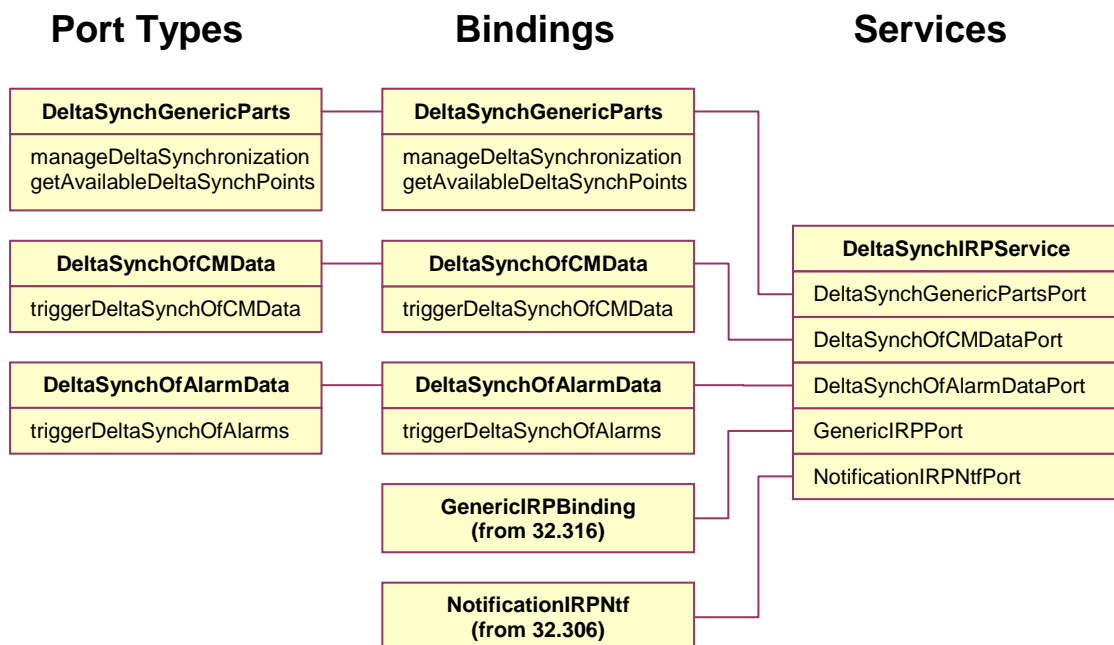 Port Types
Bindings
Services
DeltaSynchGenericParts
manageDeltaSynchronization
getAvailableDeltaSynchPoints
DeltaSynchOfCMData
triggerDeltaSynchOfCMData
DeltaSynchOfAlarmData
triggerDeltaSynchOfAlarms
DeltaSynchGenericParts
manageDeltaSynchronization
getAvailableDeltaSynchPoints
DeltaSynchOfCMData
triggerDeltaSynchOfCMData
DeltaSynchOfAlarmData
triggerDeltaSynchOfAlarms
GenericIRPBinding
(from 32.316)
NotificationIRPNtf
(from 32.306)
DeltaSynchIRPService
DeltaSynchGenericPartsPort
DeltaSynchOfCMDataPort
DeltaSynchOfAlarmDataPort
GenericIRPPort
NotificationIRPNtfPort